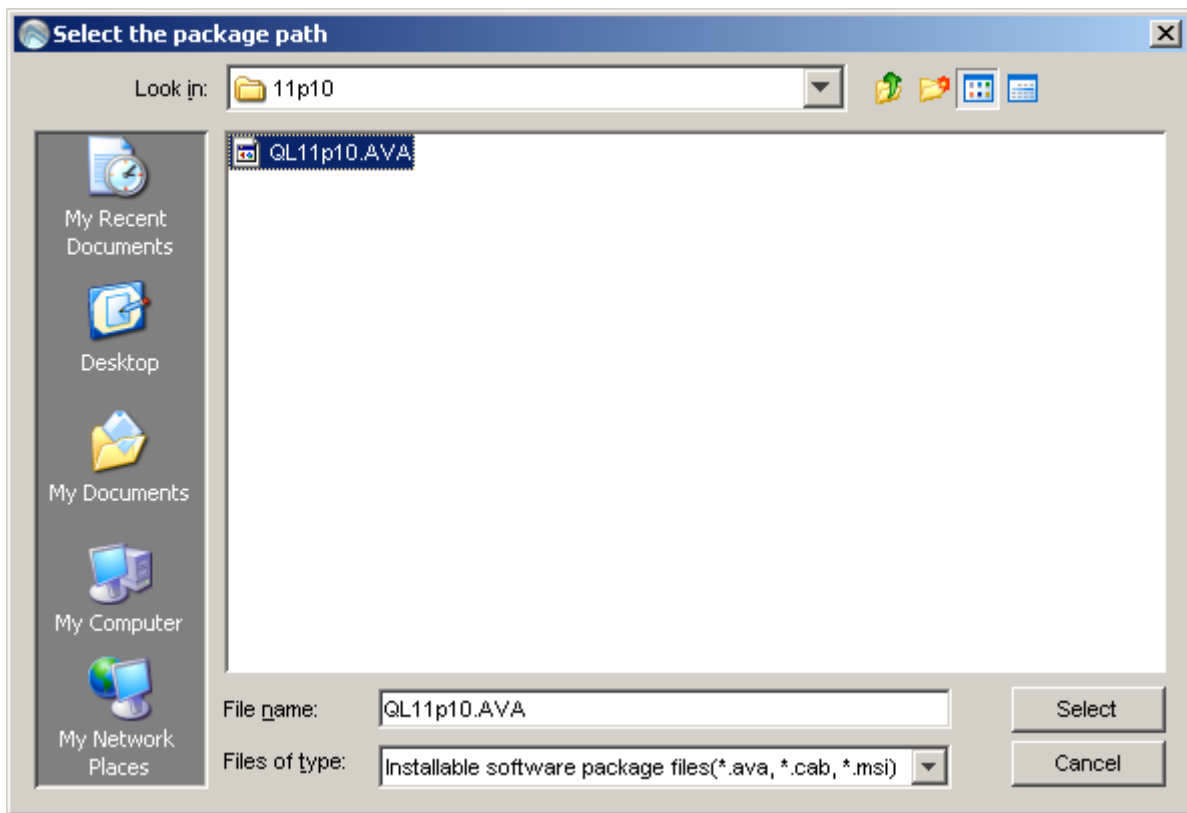 Select the package path
Look in:
11p10
QL11p10.AVA
My Recent
Documents
Desktop
My Documents
My Computer
My Network
Places
File name:
QL11p10.AVA
Select
Files of type:
Installable software package files(*.ava, *.cab, *.msi)
Cancel